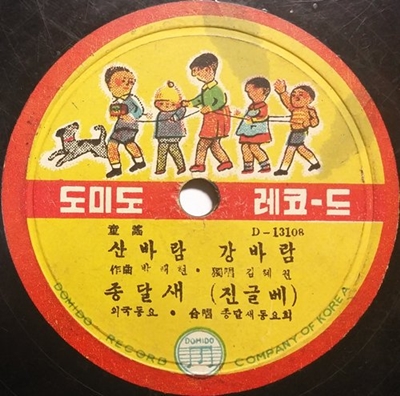 도미도 레코-드
童謠 D-13108
산바람 강바람
作曲 박태현 • 獨唱 김혜진
종달새 (진글베)
외국동요 • 合唱 종달새동요회
DOMIDO RECORD COMPANY OF KOREA
DOMIDO